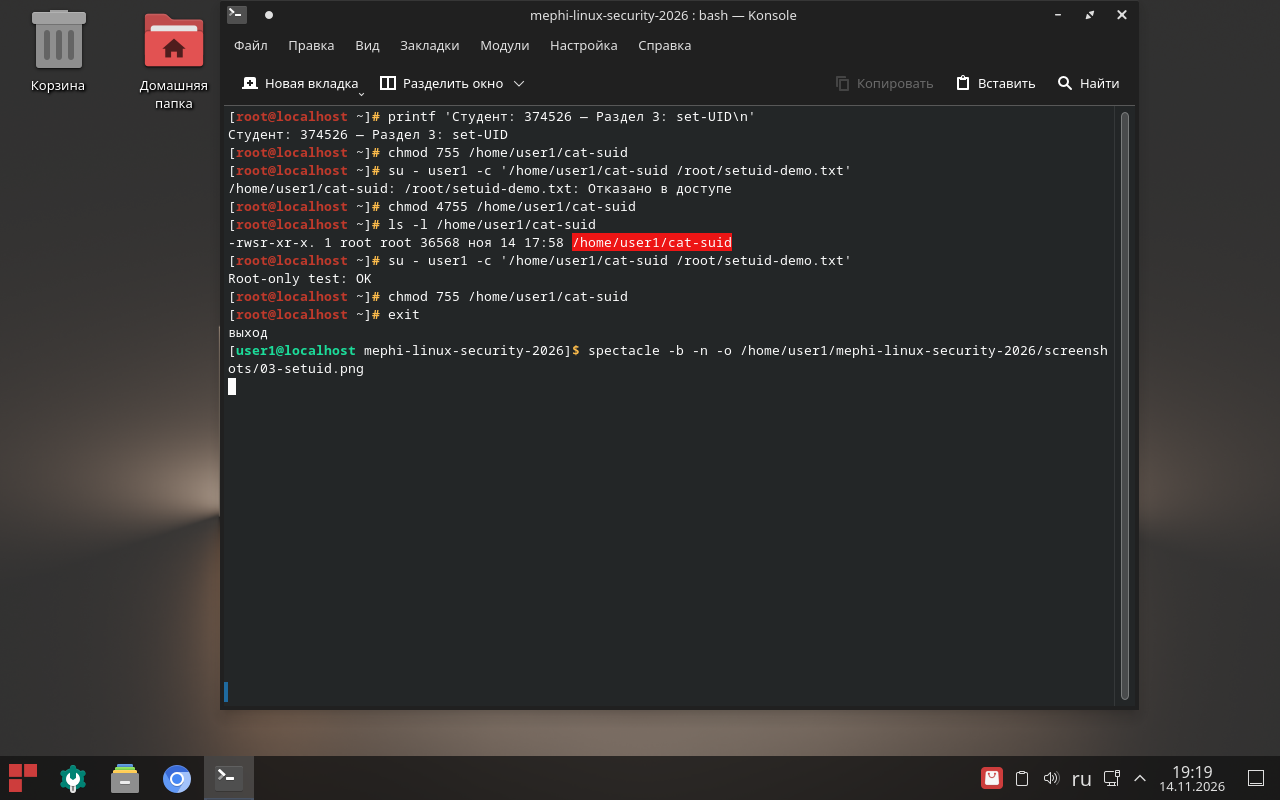 mephi-linux-security-2026 : bash — Konsole
Корзина
Домашняя
папка
Файл Правка Вид Закладки Модули Настройка Справка
Новая вкладка Разделить окно Копировать Вставить Найти
[root@localhost ~]# printf 'Студент: 374526 — Раздел 3: set-UID\n'
Студент: 374526 — Раздел 3: set-UID
[root@localhost ~]# chmod 755 /home/user1/cat-suid
[root@localhost ~]# su - user1 -c '/home/user1/cat-suid /root/setuid-demo.txt'
/home/user1/cat-suid: /root/setuid-demo.txt: Отказано в доступе
[root@localhost ~]# chmod 4755 /home/user1/cat-suid
[root@localhost ~]# ls -l /home/user1/cat-suid
-rwsr-xr-x. 1 root root 36568 ноя 14 17:58 /home/user1/cat-suid
[root@localhost ~]# su - user1 -c '/home/user1/cat-suid /root/setuid-demo.txt'
Root-only test: OK
[root@localhost ~]# chmod 755 /home/user1/cat-suid
[root@localhost ~]# exit
выход
[user1@localhost mephi-linux-security-2026]$ spectacle -b -n -o /home/user1/mephi-linux-security-2026/screensh
ots/03-setuid.png
ru
19:19
14.11.2026